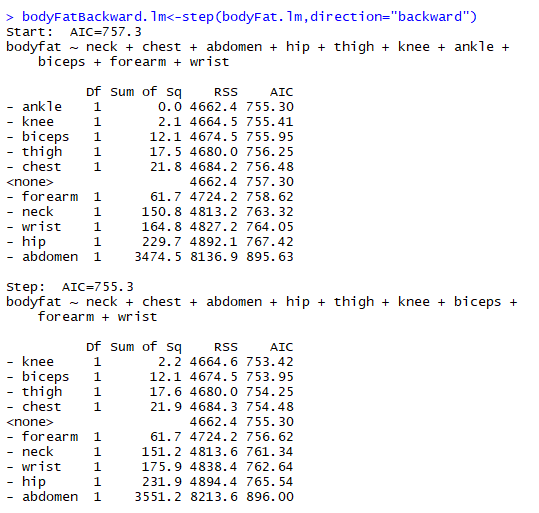 > bodyFatBackward.lm<-step(bodyFat.lm,direction="backward")
Start:  AIC=757.3
bodyfat ~ neck + chest + abdomen + hip + thigh + knee + ankle +
    biceps + forearm + wrist

          Df Sum of Sq    RSS    AIC
- ankle    1       0.0 4662.4 755.30
- knee     1       2.1 4664.5 755.41
- biceps   1      12.1 4674.5 755.95
- thigh    1      17.5 4680.0 756.25
- chest    1      21.8 4684.2 756.48
<none>                 4662.4 757.30
- forearm  1      61.7 4724.2 758.62
- neck     1     150.8 4813.2 763.32
- wrist    1     164.8 4827.2 764.05
- hip      1     229.7 4892.1 767.42
- abdomen  1    3474.5 8136.9 895.63

Step:  AIC=755.3
bodyfat ~ neck + chest + abdomen + hip + thigh + knee + biceps +
    forearm + wrist

          Df Sum of Sq    RSS    AIC
- knee     1       2.2 4664.6 753.42
- biceps   1      12.1 4674.5 753.95
- thigh    1      17.6 4680.0 754.25
- chest    1      21.9 4684.3 754.48
<none>                 4662.4 755.30
- forearm  1      61.7 4724.2 756.62
- neck     1     151.2 4813.6 761.34
- wrist    1     175.9 4838.4 762.64
- hip      1     231.9 4894.4 765.54
- abdomen  1    3551.2 8213.6 896.00